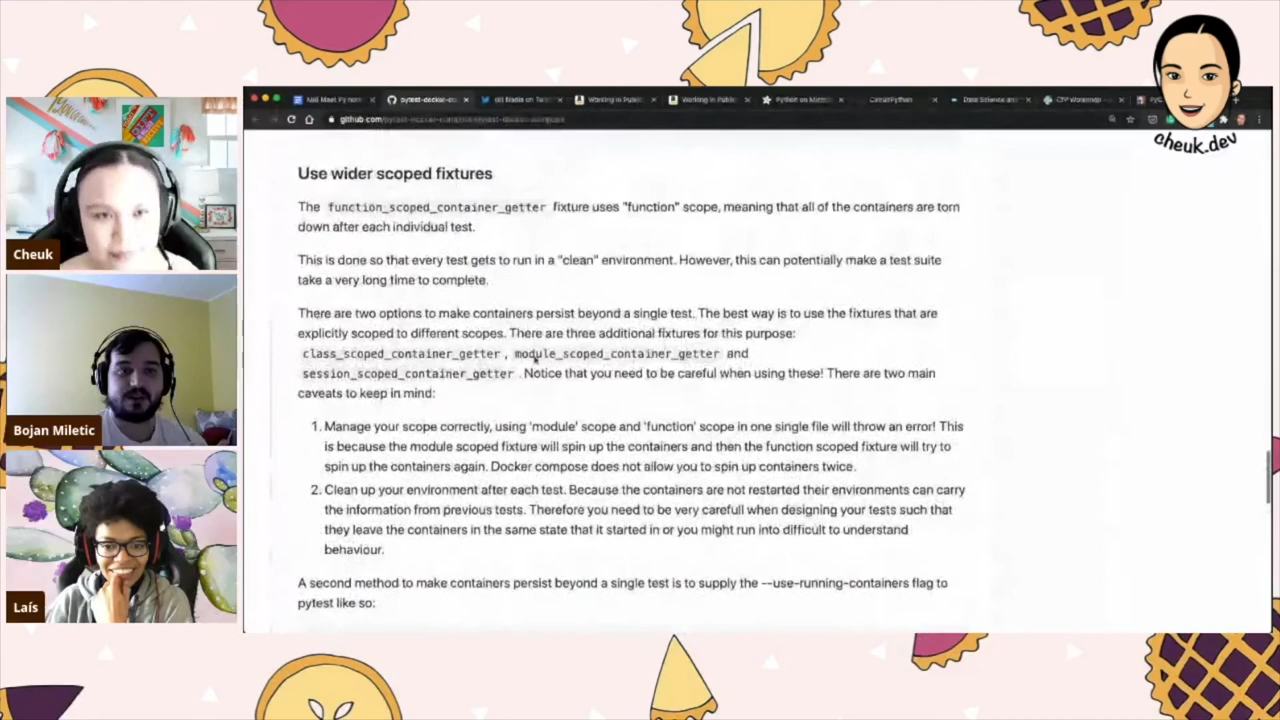 cheuk.dev
Cheuk
Bojan Miletic
Laís
Working in Public
Working in Public
CircuitPython
Data Science and
github.com/
Use wider scoped fixtures
The function_scoped_container_getter fixture uses "function" scope, meaning that all of the containers are torn
down after each individual test.
This is done so that every test gets to run in a "clean" environment. However, this can potentially make a test suite
take a very long time to complete.
There are two options to make containers persist beyond a single test. The best way is to use the fixtures that are
explicitly scoped to different scopes. There are three additional fixtures for this purpose:
class_scoped_container_getter , module_scoped_container_getter and
session_scoped_container_getter . Notice that you need to be careful when using these! There are two main
caveats to keep in mind:
1. Manage your scope correctly, using 'module' scope and 'function' scope in one single file will throw an error! This
is because the module scoped fixture will spin up the containers and then the function scoped fixture will try to
spin up the containers again. Docker compose does not allow you to spin up containers twice.
2. Clean up your environment after each test. Because the containers are not restarted their environments can carry
the information from previous tests. Therefore you need to be very carefull when designing your tests such that
they leave the containers in the same state that it started in or you might run into difficult to understand
behaviour.
A second method to make containers persist beyond a single test is to supply the --use-running-containers flag to
pytest like so: